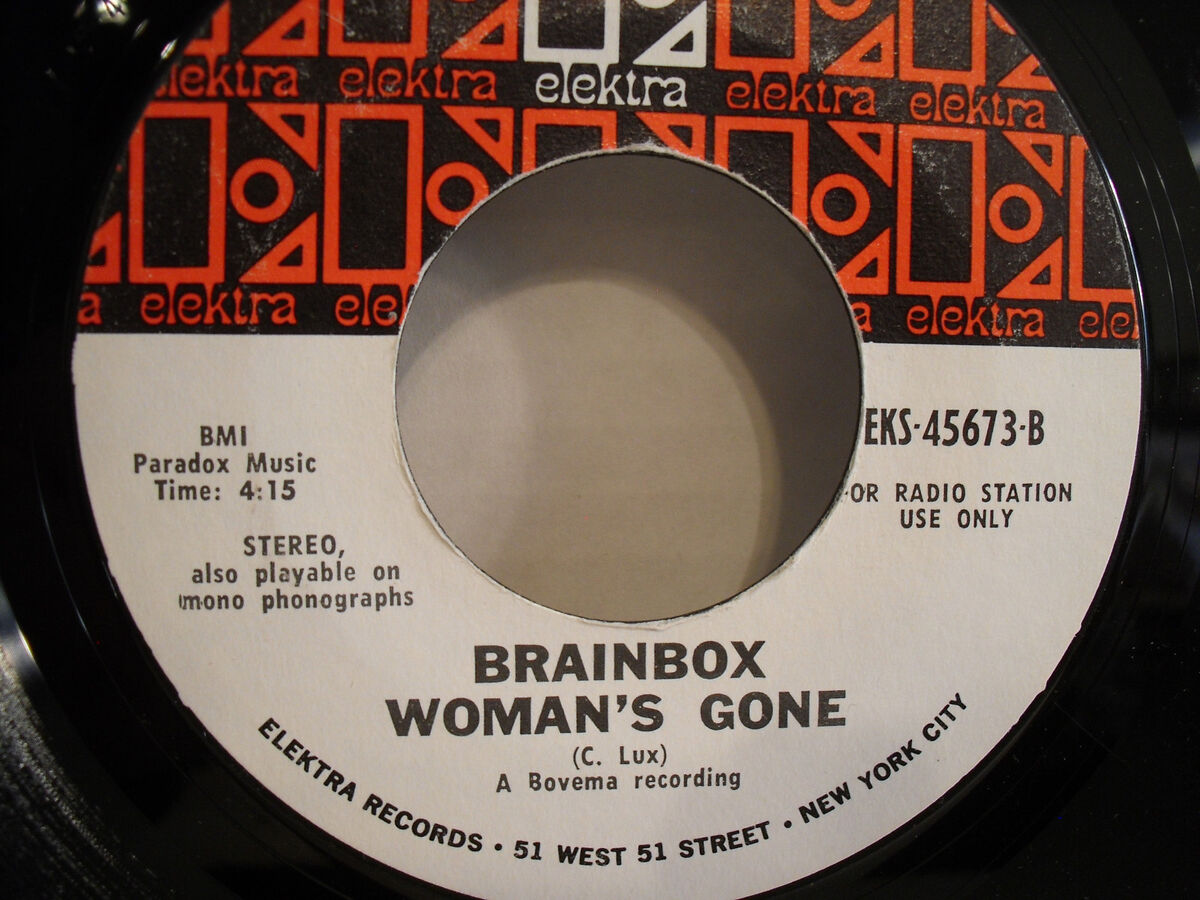 elektra elektra elektra elektra elektra
elektra elektra
BMI
Paradox Music
Time: 4:15
STEREO,
also playable on
mono phonographs
EKS-45673-B
OR RADIO STATION
USE ONLY
BRAINBOX
WOMAN'S GONE
(C. Lux)
A Bovema recording
ELEKTRA RECORDS • 51 WEST 51 STREET • NEW YORK CITY